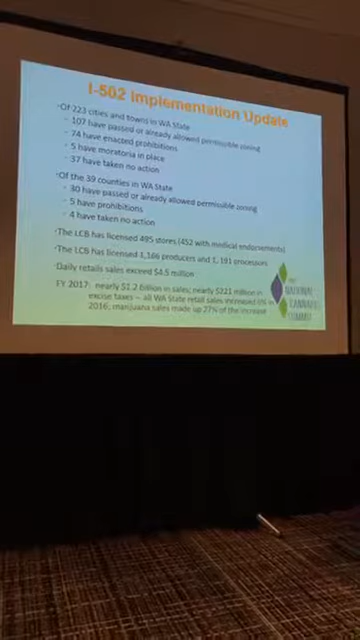 I-502 Implementation Update
·Of 223 cities and towns in WA State
- 107 have passed or already allowed permissible zoning
- 74 have enacted prohibitions
- 5 have moratoria in place
- 37 have taken no action
·Of the 39 counties in WA State
- 30 have passed or already allowed permissible zoning
- 5 have prohibitions
- 4 have taken no action
·The LCB has licensed 495 stores (452 with medical endorsements)
·The LCB has licensed 1,166 producers and 1,191 processors
·Daily retails sales exceed $4.5 million
FY 2017: nearly $1.2 billion in sales; nearly $221 million in
excise taxes – all WA State retail sales increased 6% in
2016; marijuana sales made up 27% of the increase
THE
NATIONAL
CANNABIS
SUMMIT